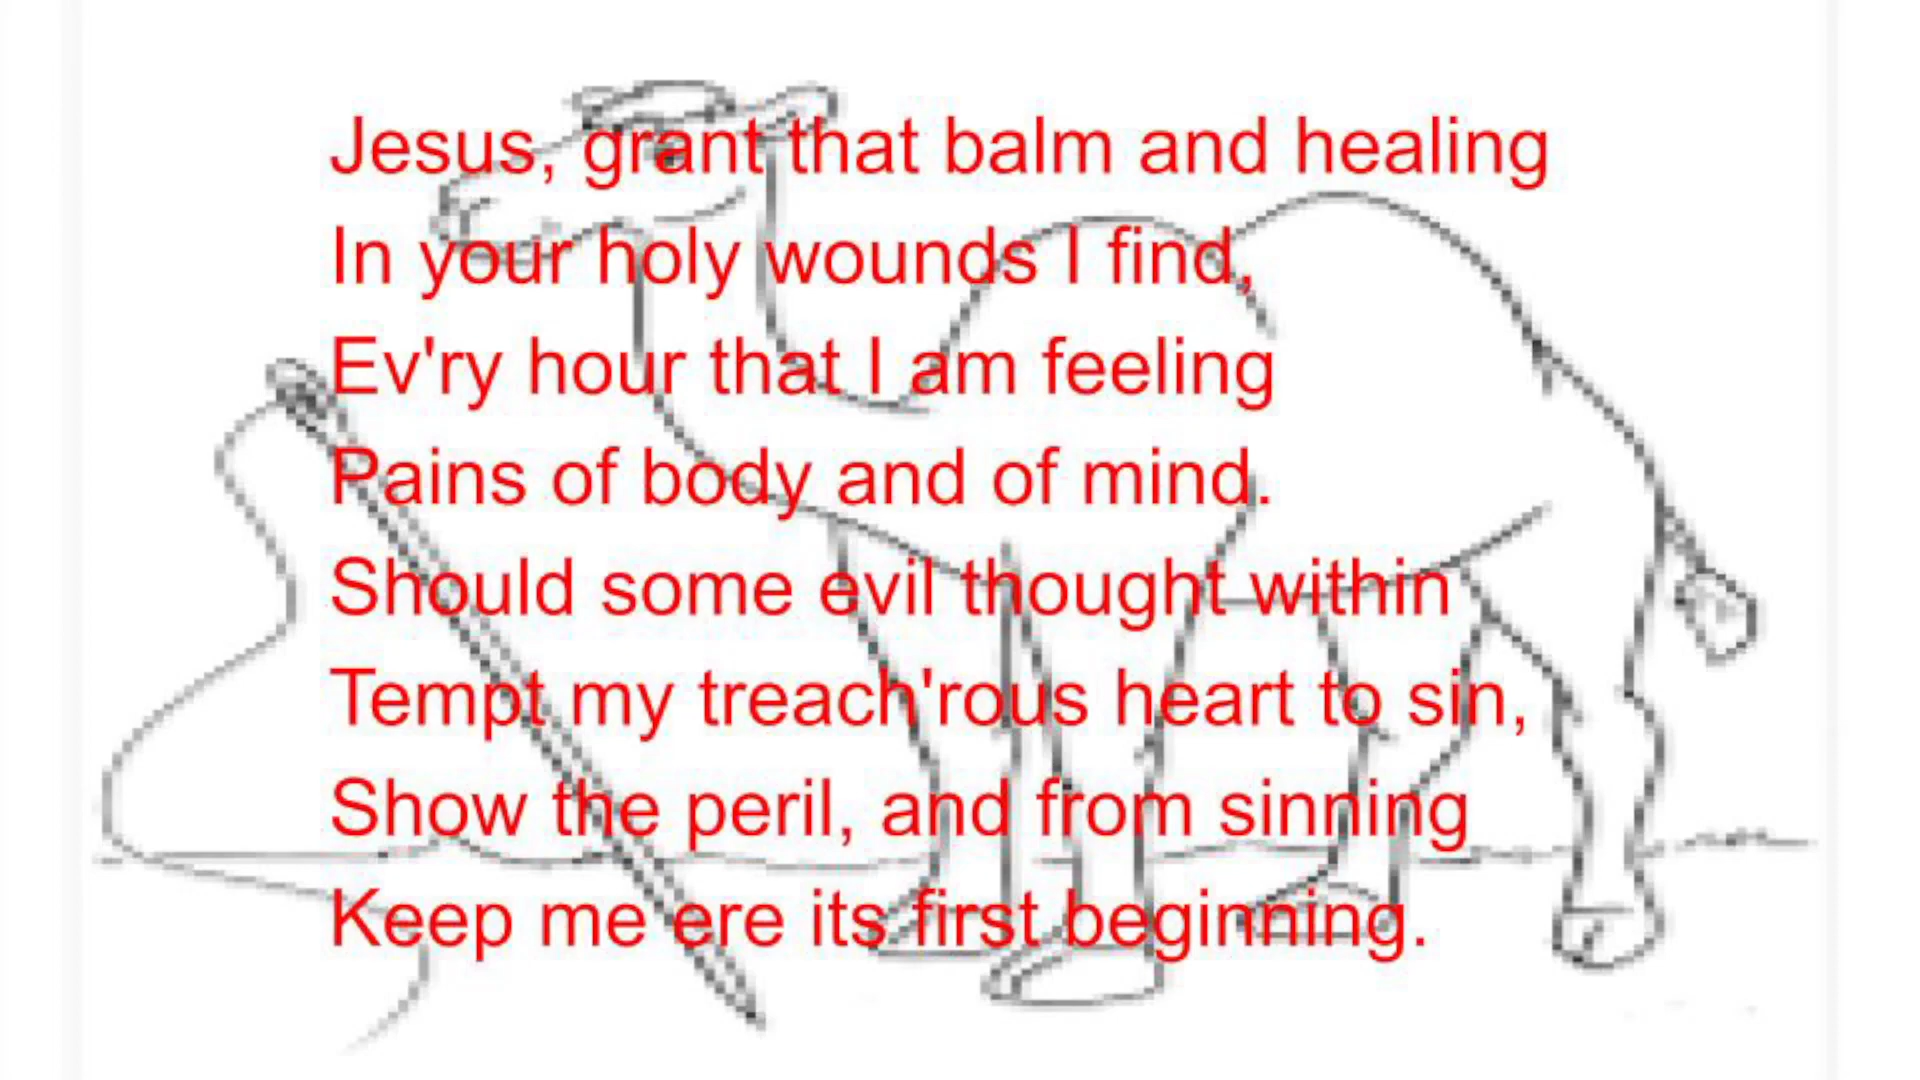 Jesus, grant that balm and healing
In your holy wounds I find,
Ev'ry hour that I am feeling
Pains of body and of mind.
Should some evil thought within
Tempt my treach'rous heart to sin,
Show the peril, and from sinning
Keep me ere its first beginning.